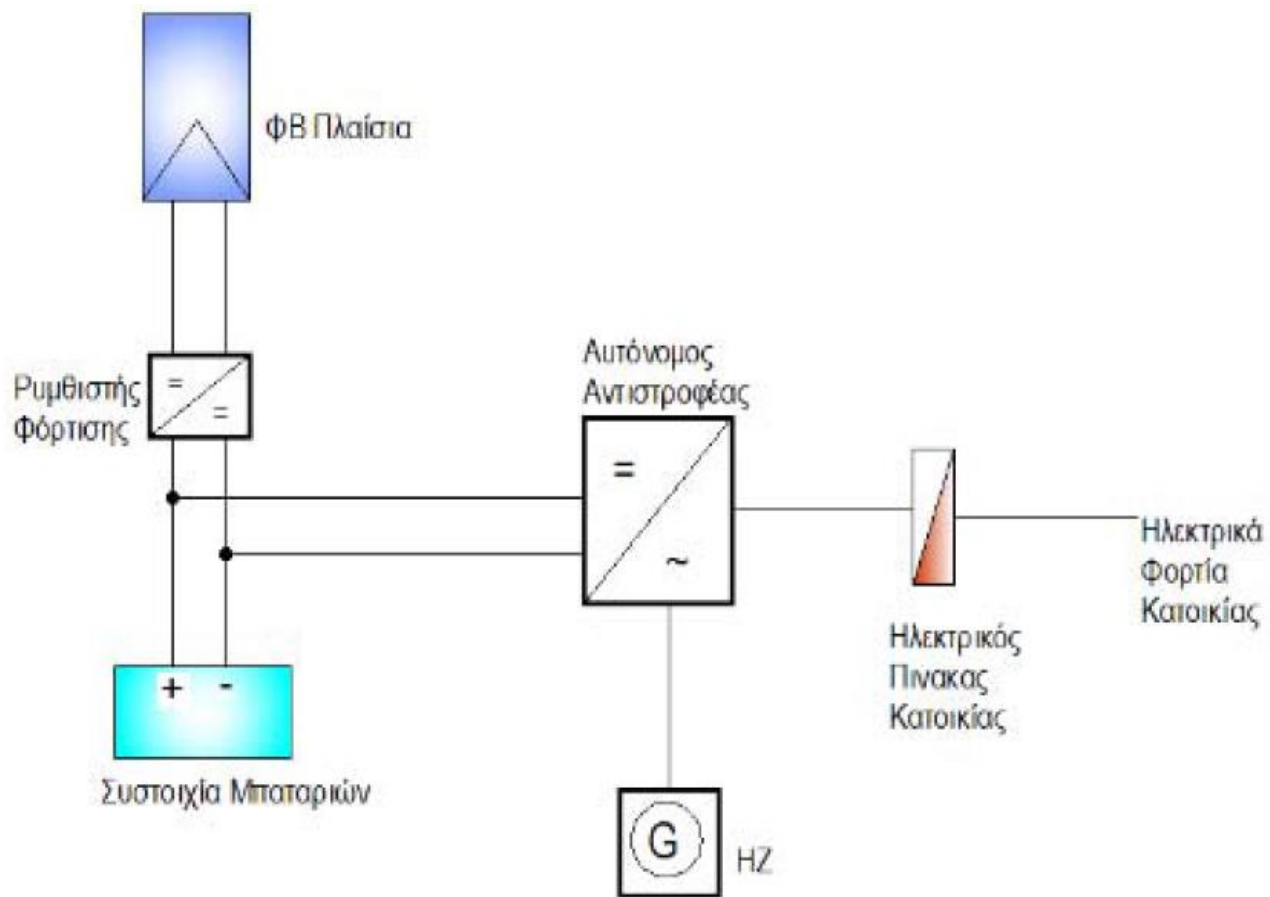 ΦΒ Πλαίσια
Ρυμθιστής
Φόρτισης
=
=
Αυτόνομος
Αντιστροφέας
=
~
Ηλεκτρικά
Φορτία
Κατοικίας
Ηλεκτρικός
Πινακας
Κατοικίας
+ -
Συστοιχία Μπαταριών
G
ΗΖ